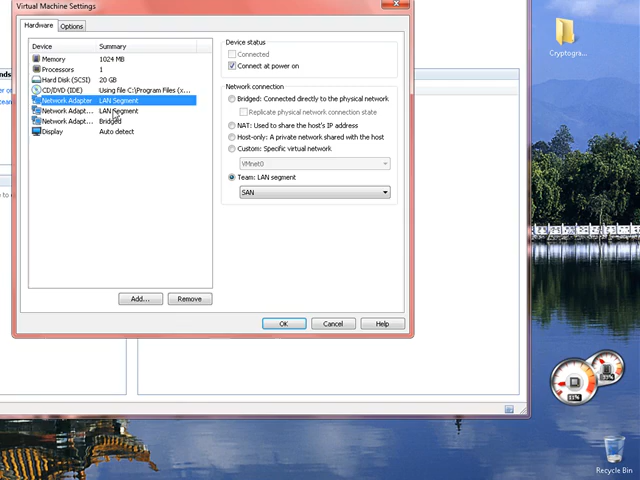 Virtual Machine Settings
Hardware
Options
Device Summary
Memory 1024 MB
Processors 1
Hard Disk (SCSI) 20 GB
CD/DVD (IDE) Using file C:\Program Files (x...
Network Adapter LAN Segment
Network Adapt... LAN Segment
Network Adapt... Bridged
Display Auto detect
Add...
Remove
Device status
Connected
Connect at power on
Network connection
Bridged: Connected directly to the physical network
Replicate physical network connection state
NAT: Used to share the host's IP address
Host-only: A private network shared with the host
Custom: Specific virtual network
VMnet0
Team: LAN segment
SAN
OK
Cancel
Help
Cryptogra...
Recycle Bin